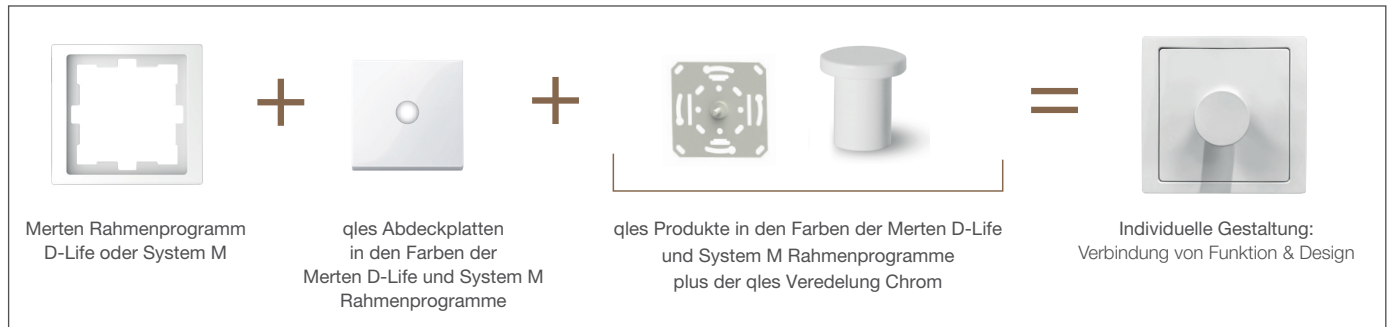 Merten Rahmenprogramm
D-Life oder System M
qles Abdeckplatten
in den Farben der
Merten D-Life und System M
Rahmenprogramme
qles Produkte in den Farben der Merten D-Life
und System M Rahmenprogramme
plus der qles Veredelung Chrom
Individuelle Gestaltung:
Verbindung von Funktion & Design